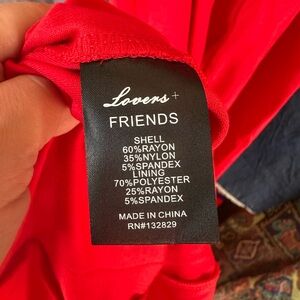 Lovers +
FRIENDS
SHELL
60%RAYON
35%NYLON
5%SPANDEX
LINING
70%POLYESTER
25%RAYON
5%SPANDEX
MADE IN CHINA
RN#132829